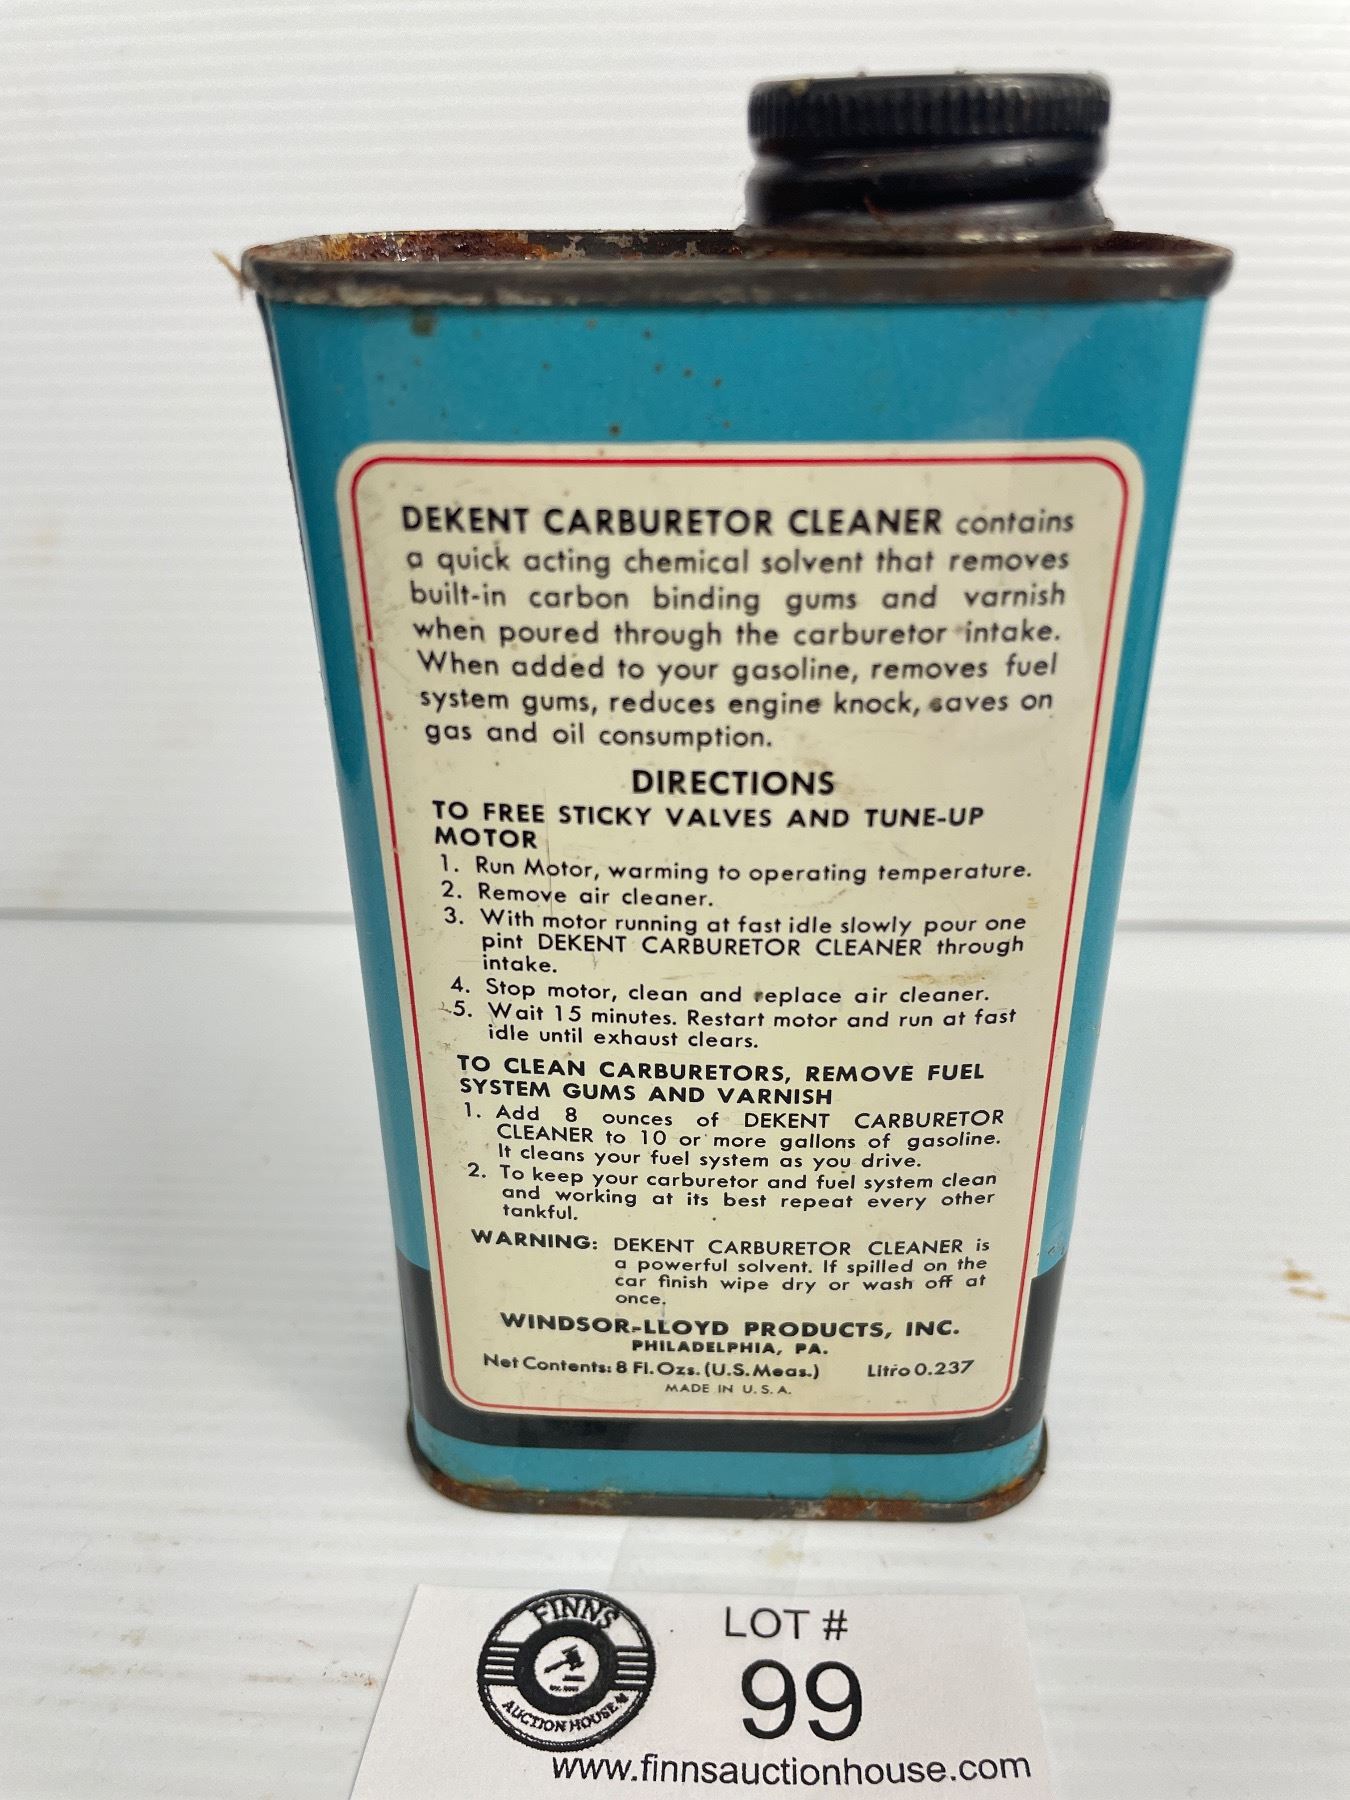 DEKENT CARBURETOR CLEANER contains
a quick acting chemical solvent that removes
built-in carbon binding gums and varnish
when poured through the carburetor intake.
When added to your gasoline, removes fuel
system gums, reduces engine knock, saves on
gas and oil consumption.
DIRECTIONS
TO FREE STICKY VALVES AND TUNE-UP
MOTOR
1. Run Motor, warming to operating temperature.
2. Remove air cleaner.
3. With motor running at fast idle slowly pour one
pint DEKENT CARBURETOR CLEANER through
intake.
4. Stop motor, clean and replace air cleaner.
5. Wait 15 minutes. Restart motor and run at fast
idle until exhaust clears.
TO CLEAN CARBURETORS, REMOVE FUEL
SYSTEM GUMS AND VARNISH
1. Add 8 ounces of DEKENT CARBURETOR
CLEANER to 10 or more gallons of gasoline.
It cleans your fuel system as you drive.
2. To keep your carburetor and fuel system clean
and working at its best repeat every other
tankful.
WARNING: DEKENT CARBURETOR CLEANER is
a powerful solvent. If spilled on the
car finish wipe dry or wash off at
once.
WINDSOR-LLOYD PRODUCTS, INC.
PHILADELPHIA, PA.
Net Contents: 8 Fl. Ozs. (U.S. Meas.) Litro 0.237
MADE IN U.S.A.
FINNS
AUCTION HOUSE
LOT #
99
www.finnsauctionhouse.com